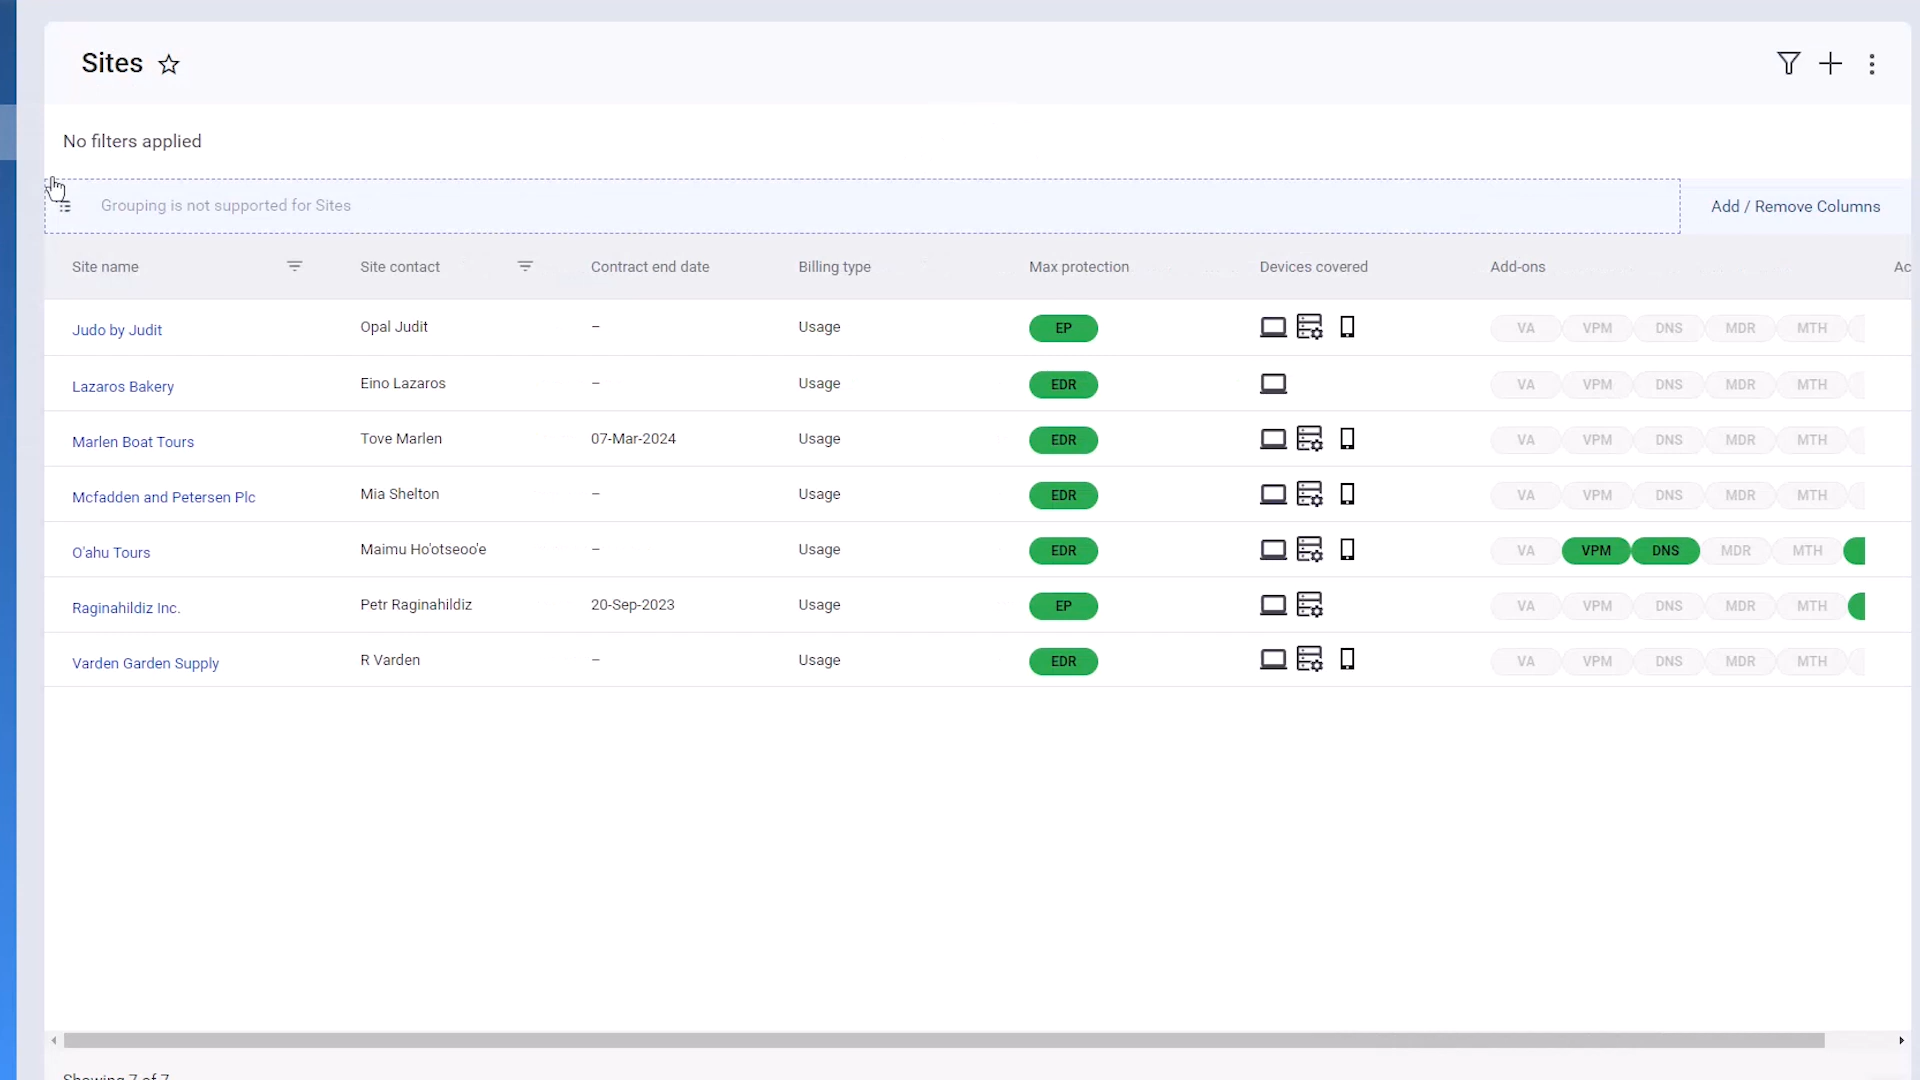 Sites
No filters applied
Grouping is not supported for Sites
Add / Remove Columns
Site name Site contact Contract end date Billing type Max protection Devices covered Add-ons Ac
Judo by Judit Opal Judit – Usage EP VA VPM DNS MDR MTH
Lazaros Bakery Eino Lazaros – Usage EDR VA VPM DNS MDR MTH
Marlen Boat Tours Tove Marlen 07-Mar-2024 Usage EDR VA VPM DNS MDR MTH
Mcfadden and Petersen Plc Mia Shelton – Usage EDR VA VPM DNS MDR MTH
O'ahu Tours Maimu Ho'otseoo'e – Usage EDR VA VPM DNS MDR MTH
Raginahildiz Inc. Petr Raginahildiz 20-Sep-2023 Usage EP VA VPM DNS MDR MTH
Varden Garden Supply R Varden – Usage EDR VA VPM DNS MDR MTH
Showing 7 of 7